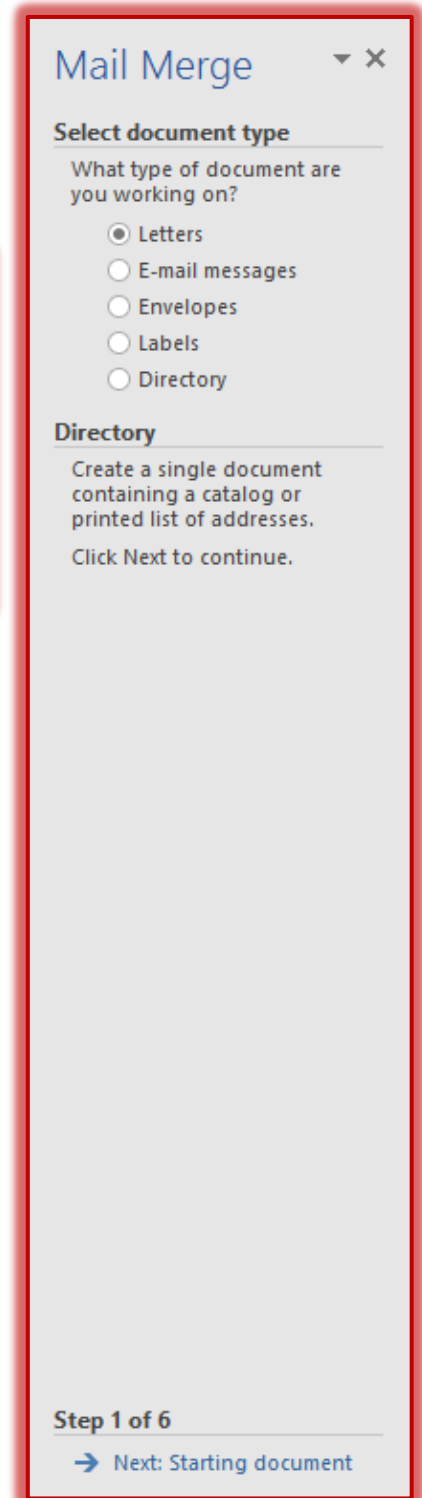 Mail Merge
Select document type
What type of document are
you working on?
Letters
E-mail messages
Envelopes
Labels
Directory
Directory
Create a single document
containing a catalog or
printed list of addresses.
Click Next to continue.
Step 1 of 6
Next: Starting document